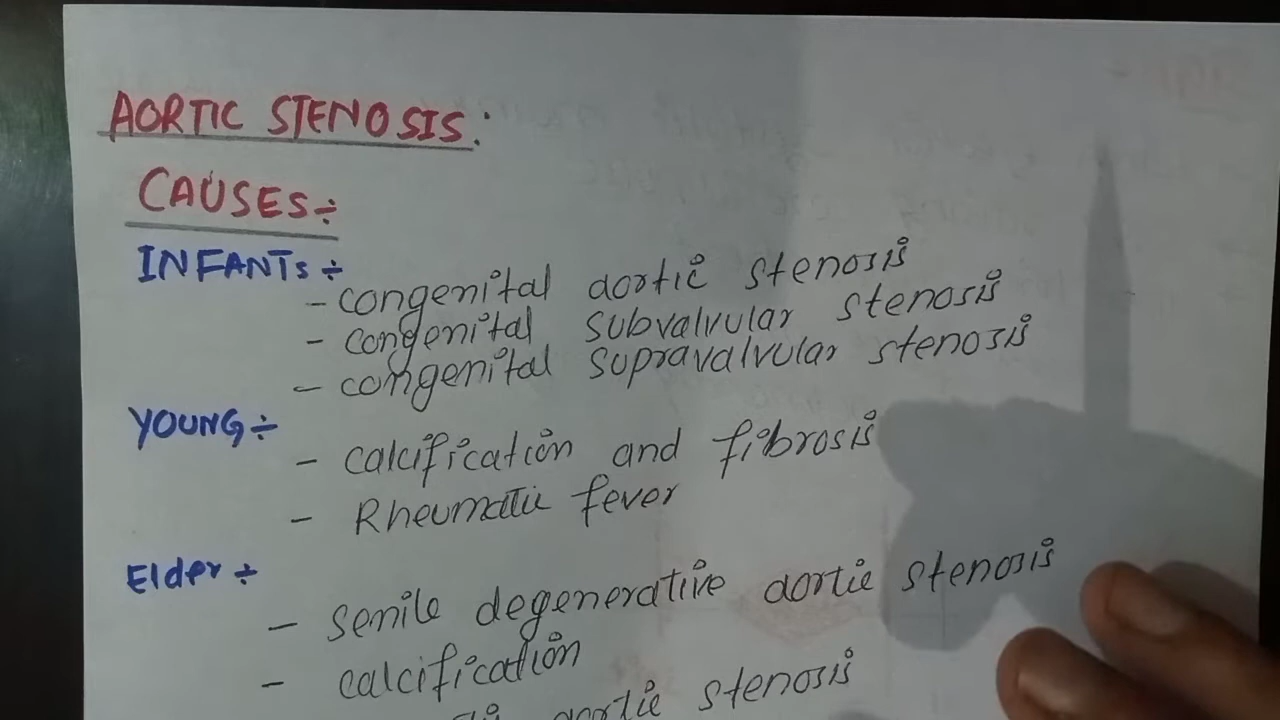 AORTIC STENOSIS:
CAUSES÷
INFANTS÷
- congenital aortic stenosis
- congenital subvalvular stenosis
- congenital supravalvular stenosis
YOUNG÷
- calcification and fibrosis
- Rheumatic fever
Elder÷
- senile degenerative aortic stenosis
- calcification
aortic stenosis